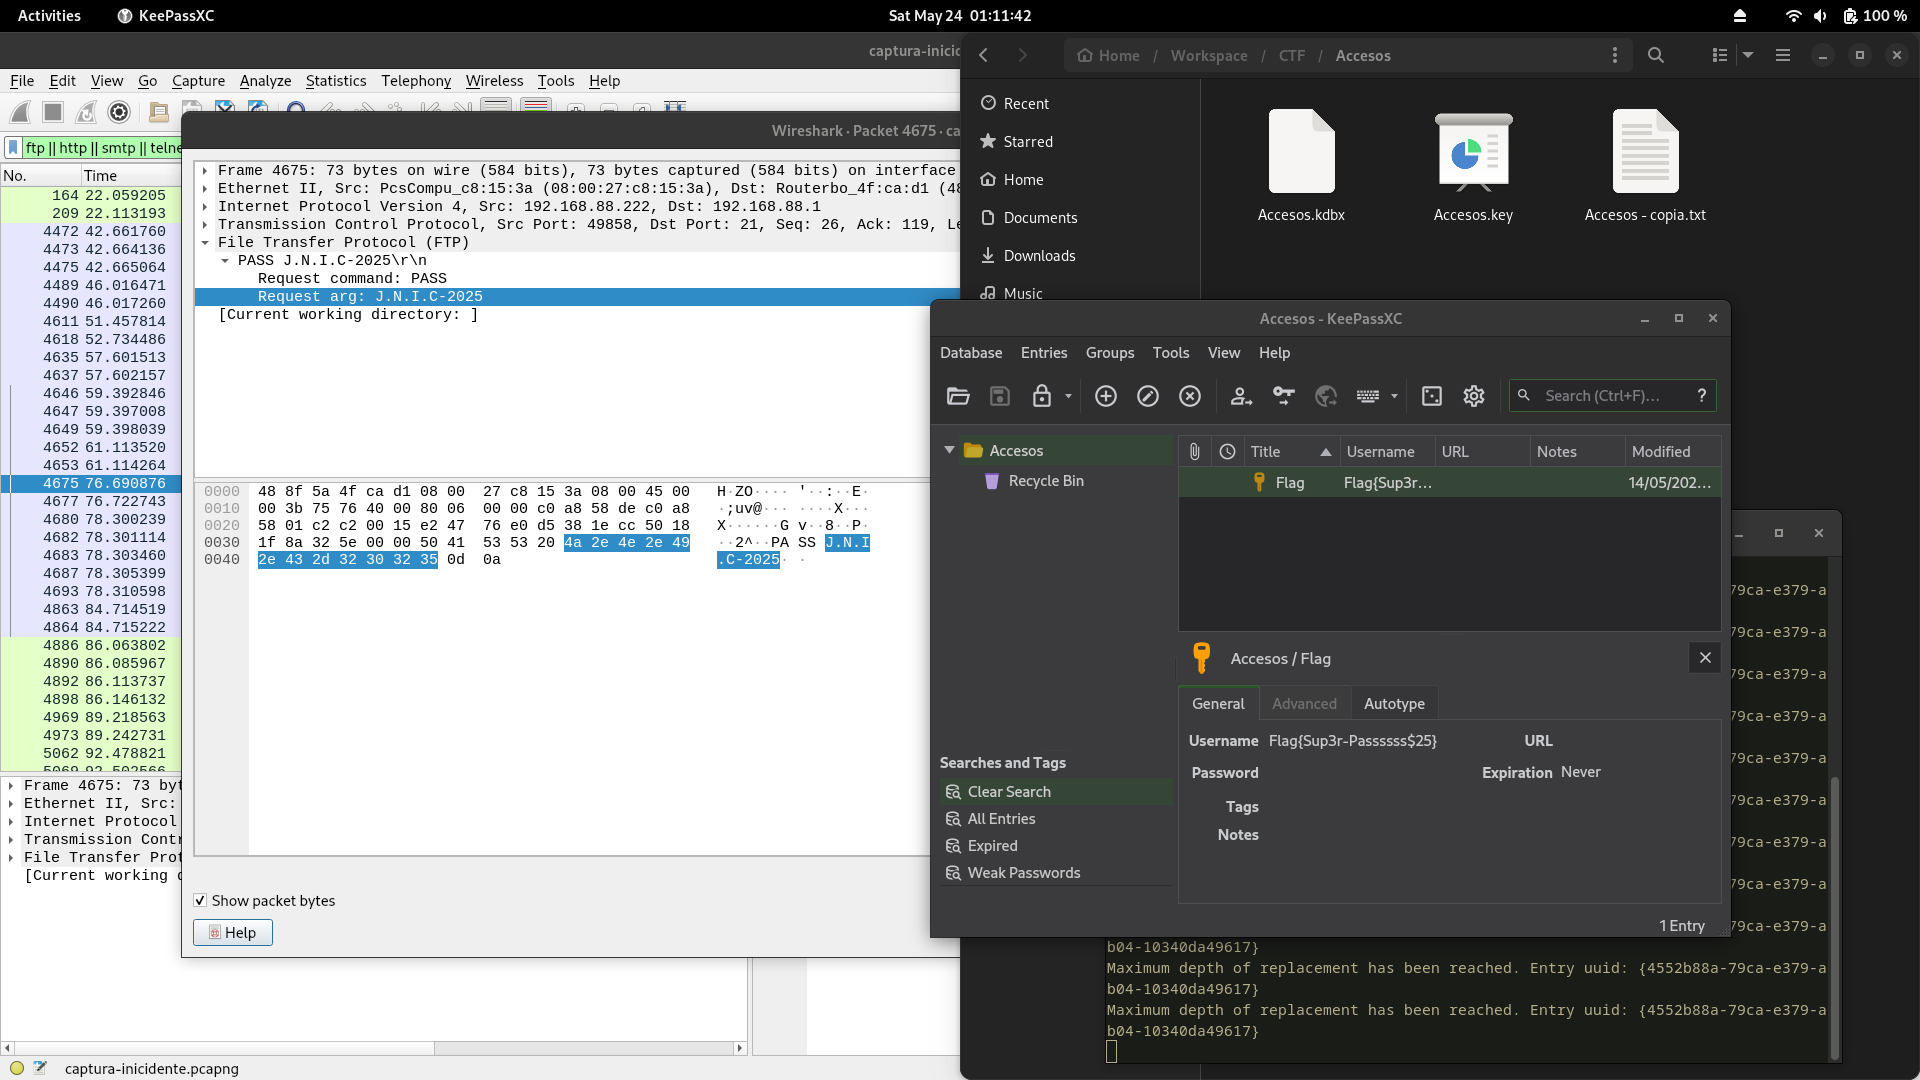 Activities
KeePassXC
Sat May 24 01:11:42
100 %
captura-inicid
File Edit View Go Capture Analyze Statistics Telephony Wireless Tools Help
ftp || http || smtp || telne
No. Time
164 22.059205
209 22.113193
4472 42.661760
4473 42.664136
4475 42.665064
4489 46.016471
4490 46.017260
4611 51.457814
4618 52.734486
4635 57.601513
4637 57.602157
4646 59.392846
4647 59.397008
4649 59.398039
4652 61.113520
4653 61.114264
4675 76.690876
4677 76.722743
4680 78.300239
4682 78.301114
4683 78.303460
4687 78.305399
4693 78.310598
4863 84.714519
4864 84.715222
4886 86.063802
4890 86.085967
4892 86.113737
4898 86.146132
4969 89.218563
4973 89.242731
5062 92.478821
5069 92.502566
Frame 4675: 73 byt
Ethernet II, Src:
Internet Protocol
Transmission Contr
File Transfer Prot
[Current working d
captura-inicidente.pcapng
Wireshark · Packet 4675 · ca
Frame 4675: 73 bytes on wire (584 bits), 73 bytes captured (584 bits) on interface
Ethernet II, Src: PcsCompu_c8:15:3a (08:00:27:c8:15:3a), Dst: Routerbo_4f:ca:d1 (48
Internet Protocol Version 4, Src: 192.168.88.222, Dst: 192.168.88.1
Transmission Control Protocol, Src Port: 49858, Dst Port: 21, Seq: 26, Ack: 119, Le
File Transfer Protocol (FTP)
PASS J.N.I.C-2025\r\n
Request command: PASS
Request arg: J.N.I.C-2025
[Current working directory: ]
0000 48 8f 5a 4f ca d1 08 00 27 c8 15 3a 08 00 45 00 H·ZO···· '··:··E·
0010 00 3b 75 76 40 00 80 06 00 00 c0 a8 58 de c0 a8 ·;uv@··· ····X···
0020 58 01 c2 c2 00 15 e2 47 76 e0 d5 38 1e cc 50 18 X······G v··8··P·
0030 1f 8a 32 5e 00 00 50 41 53 53 20 4a 2e 4e 2e 49 ··2^··PA SS J.N.I
0040 2e 43 2d 32 30 32 35 0d 0a .C-2025· ·
Show packet bytes
Help
Home / Workspace / CTF / Accesos
Recent
Starred
Home
Documents
Downloads
Music
Accesos.kdbx
Accesos.key
Accesos - copia.txt
Accesos - KeePassXC
Database Entries Groups Tools View Help
Search (Ctrl+F)... ?
Accesos
Recycle Bin
Title Username URL Notes Modified
Flag Flag{Sup3r... 14/05/202...
Accesos / Flag
General Advanced Autotype
Username Flag{Sup3r-Passssss$25} URL
Password Expiration Never
Tags
Notes
Searches and Tags
Clear Search
All Entries
Expired
Weak Passwords
1 Entry
79ca-e379-a
79ca-e379-a
79ca-e379-a
79ca-e379-a
79ca-e379-a
79ca-e379-a
79ca-e379-a
79ca-e379-a
79ca-e379-a
b04-10340da49617}
Maximum depth of replacement has been reached. Entry uuid: {4552b88a-79ca-e379-a
b04-10340da49617}
Maximum depth of replacement has been reached. Entry uuid: {4552b88a-79ca-e379-a
b04-10340da49617}